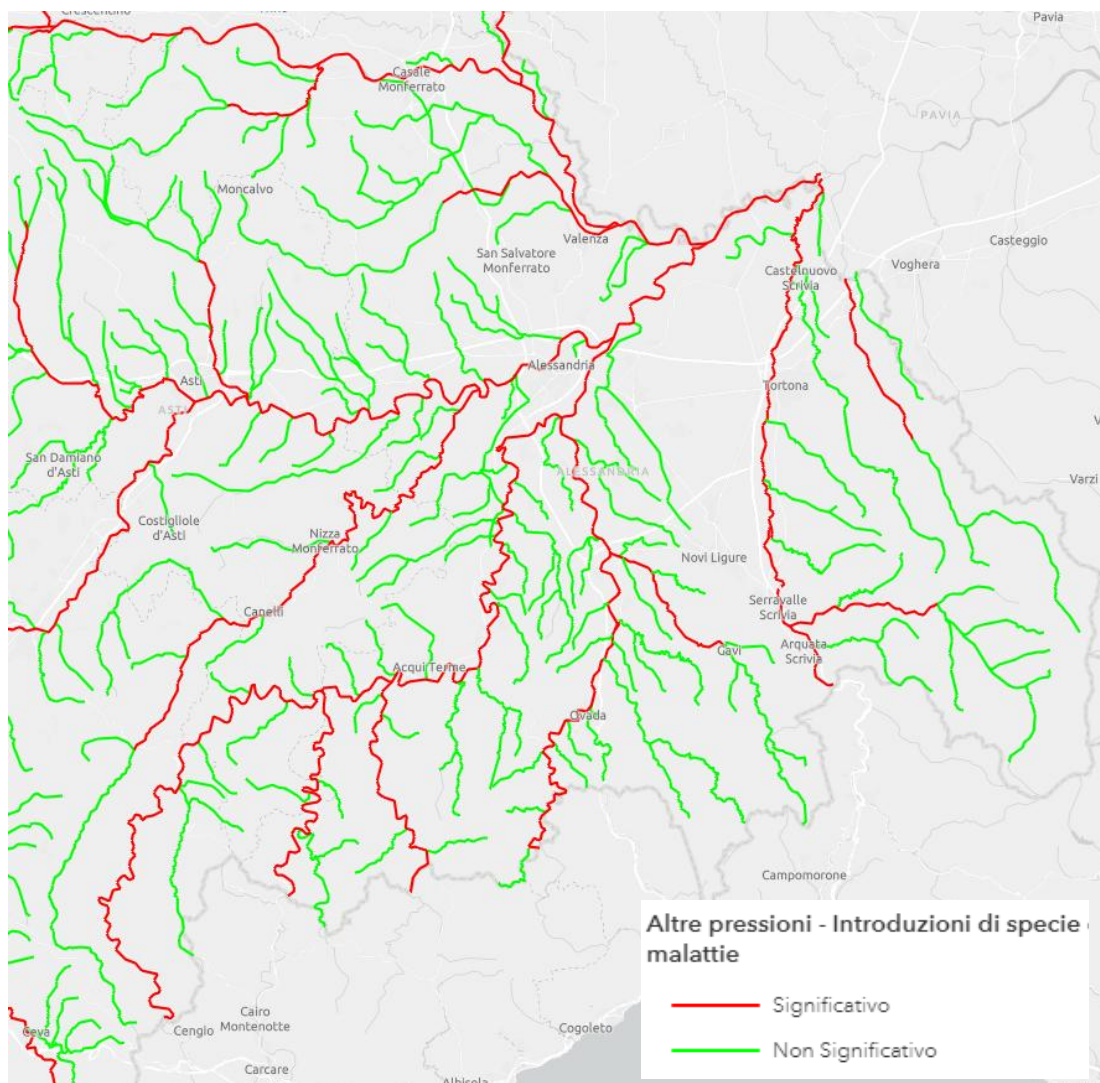 Crescentino
Pavia
Casale
Monferrato
PAVIA
Moncalvo
Valenza
San Salvatore
Monferrato
Casteggio
Voghera
Castelnuovo
Scrivia
Alessandria
Asti
Tortona
ASTI
San Damiano
d'Asti
ALESSANDRIA
Varzi
Costigliole
d'Asti
Nizza
Monferrato
Novi Ligure
Canelli
Serravalle
Scrivia
Gavi
Arquata
Scrivia
Acqui Terme
Ovada
Campomorone
Altre pressioni - Introduzioni di specie
malattie
Significativo
Non Significativo
Ceva
Cengio
Cairo
Montenotte
Cogoleto
Carcare
Albisola